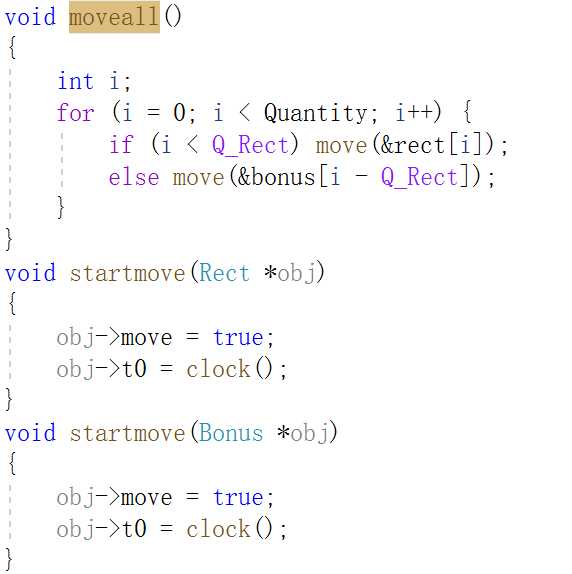 void moveall()
{
    int i;
    for (i = 0; i < Quantity; i++) {
        if (i < Q_Rect) move(&rect[i]);
        else move(&bonus[i - Q_Rect]);
    }
}
void startmove(Rect *obj)
{
    obj->move = true;
    obj->t0 = clock();
}
void startmove(Bonus *obj)
{
    obj->move = true;
    obj->t0 = clock();
}